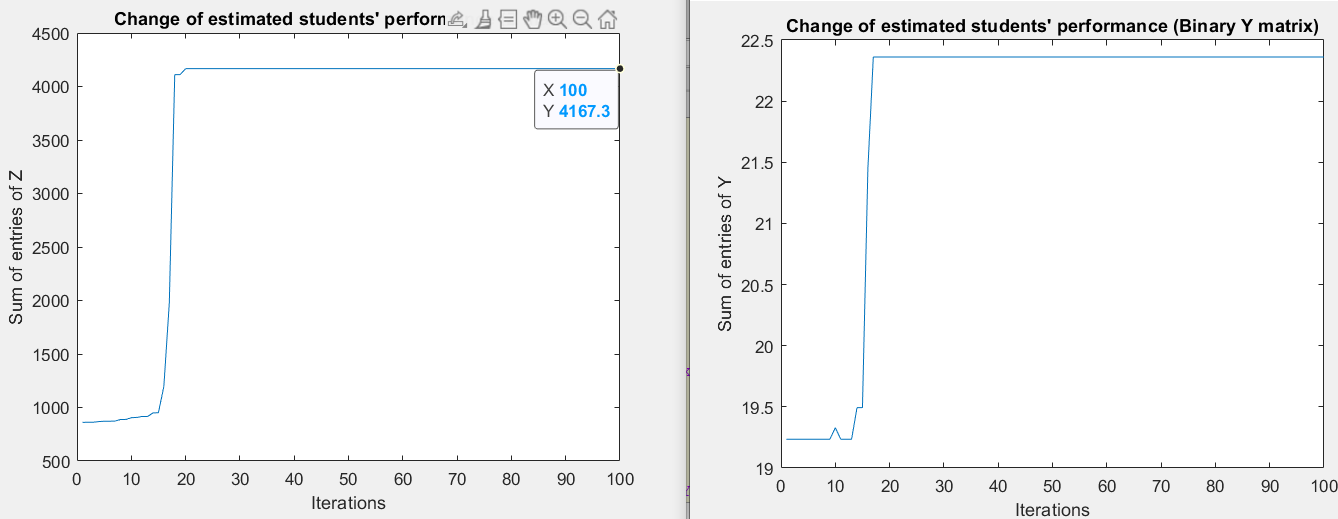 Change of estimated students' perforn
4500
4000
3500
3000
2500
2000
1500
1000
500
Sum of entries of Z
X 100
Y 4167.3
0 10 20 30 40 50 60 70 80 90 100
Iterations
Change of estimated students' performance (Binary Y matrix)
22.5
22
21.5
21
20.5
20
19.5
19
Sum of entries of Y
0 10 20 30 40 50 60 70 80 90 100
Iterations